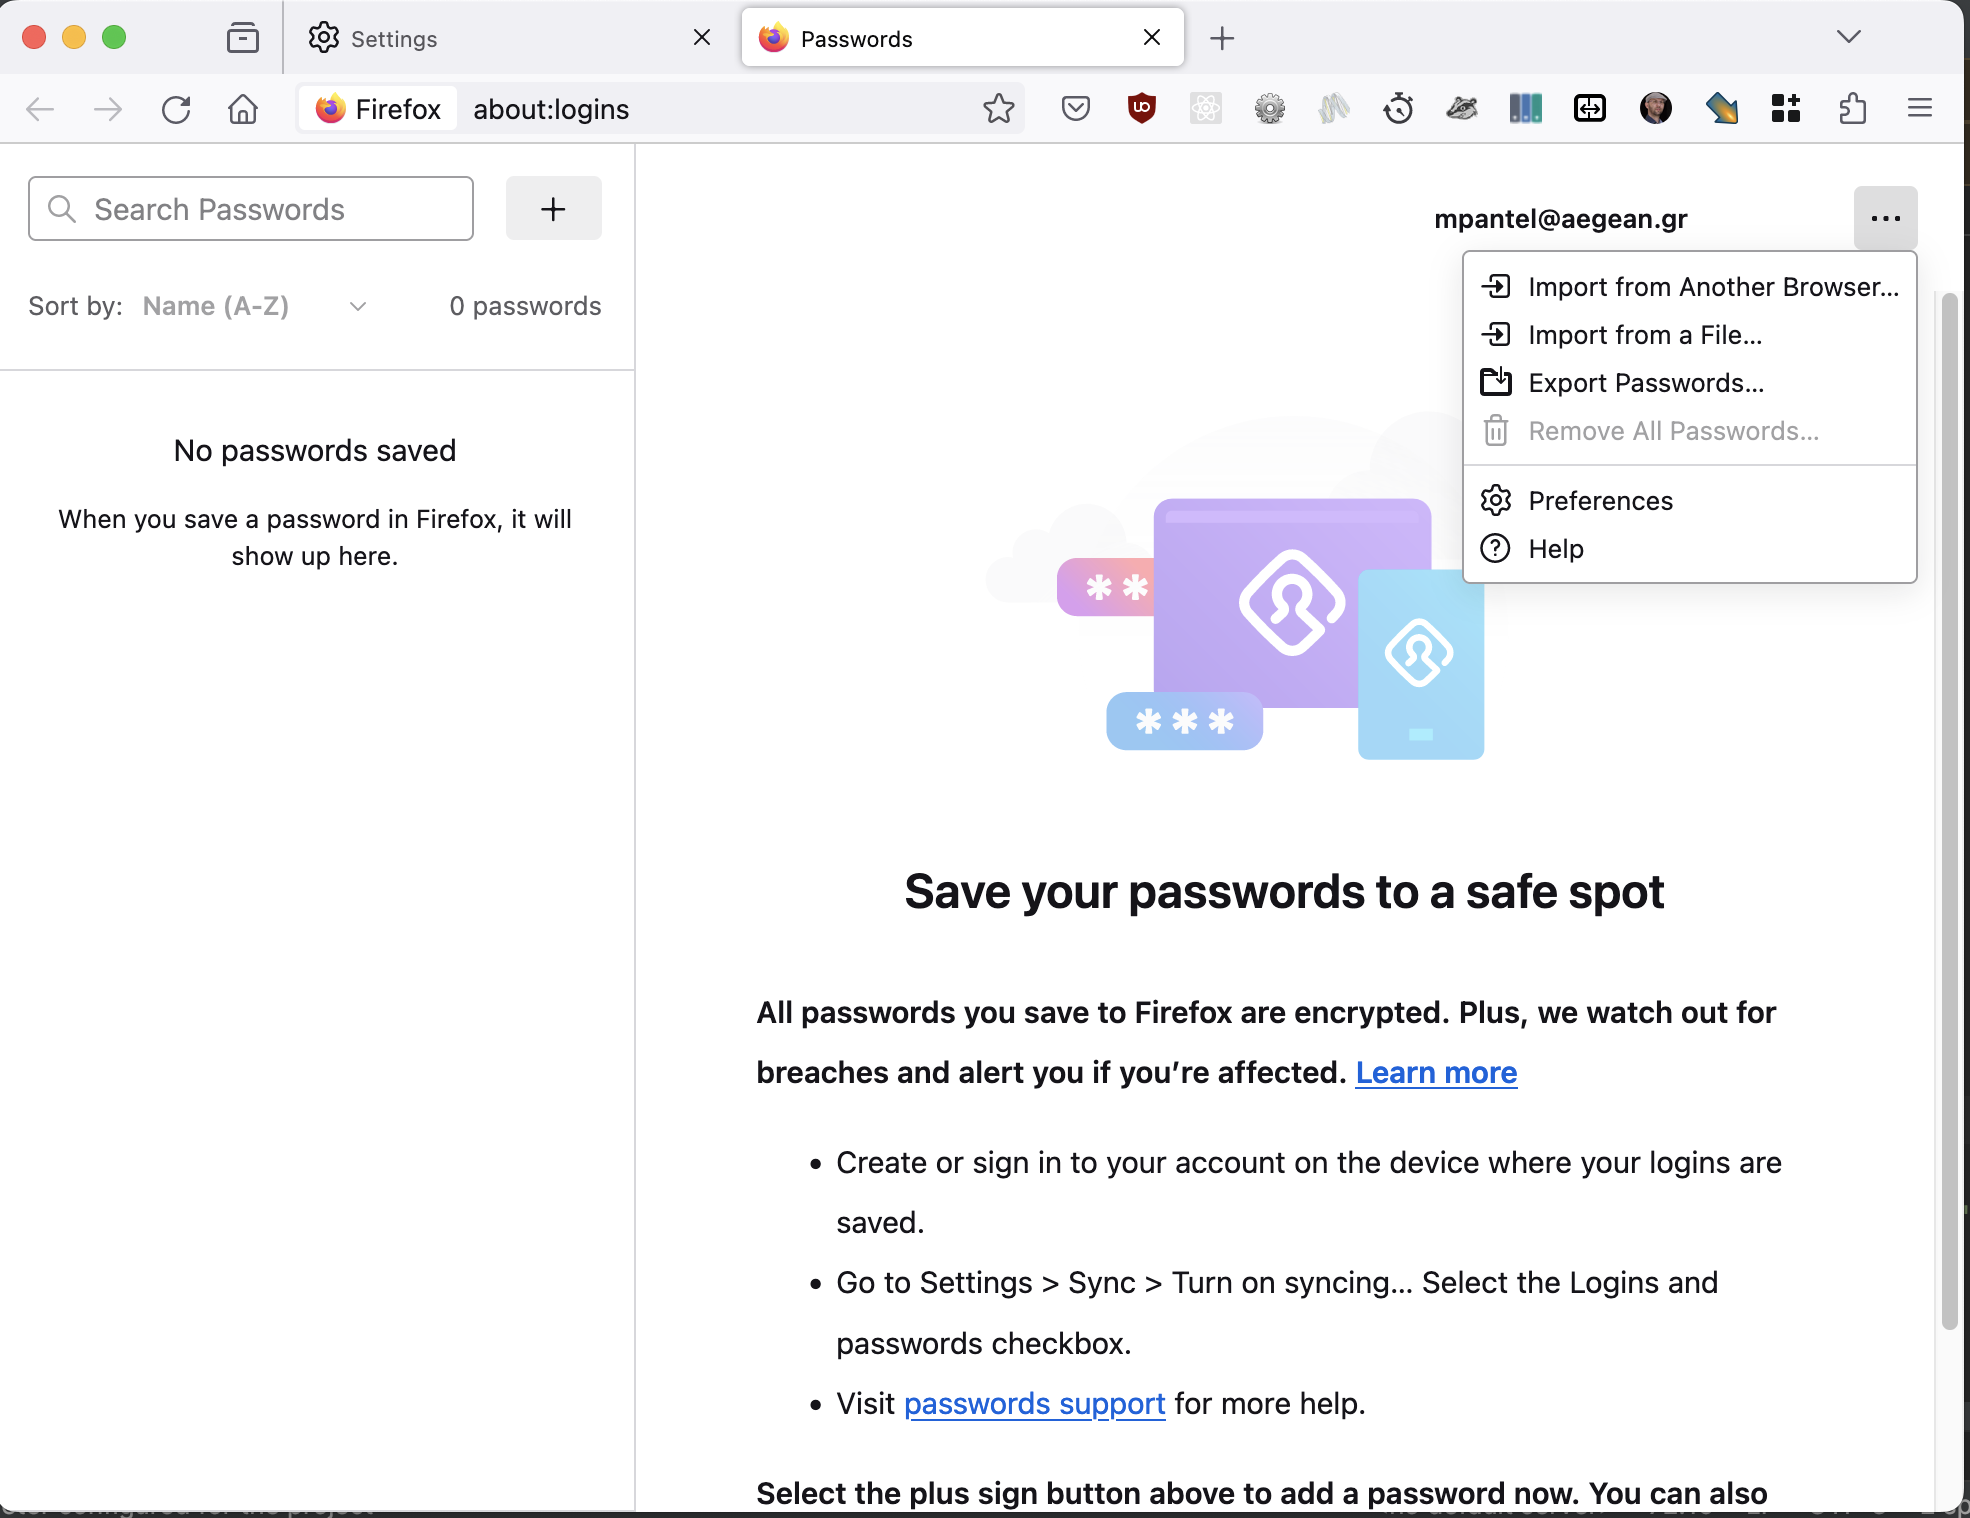 Settings
Passwords
Firefox
about:logins
Search Passwords
mpantel@aegean.gr
Sort by: Name (A-Z)
0 passwords
Import from Another Browser...
Import from a File...
Export Passwords...
Remove All Passwords...
Preferences
Help
No passwords saved
When you save a password in Firefox, it will
show up here.
***
Save your passwords to a safe spot
All passwords you save to Firefox are encrypted. Plus, we watch out for
breaches and alert you if you’re affected. Learn more
• Create or sign in to your account on the device where your logins are
saved.
• Go to Settings > Sync > Turn on syncing... Select the Logins and
passwords checkbox.
• Visit passwords support for more help.
Select the plus sign button above to add a password now. You can also